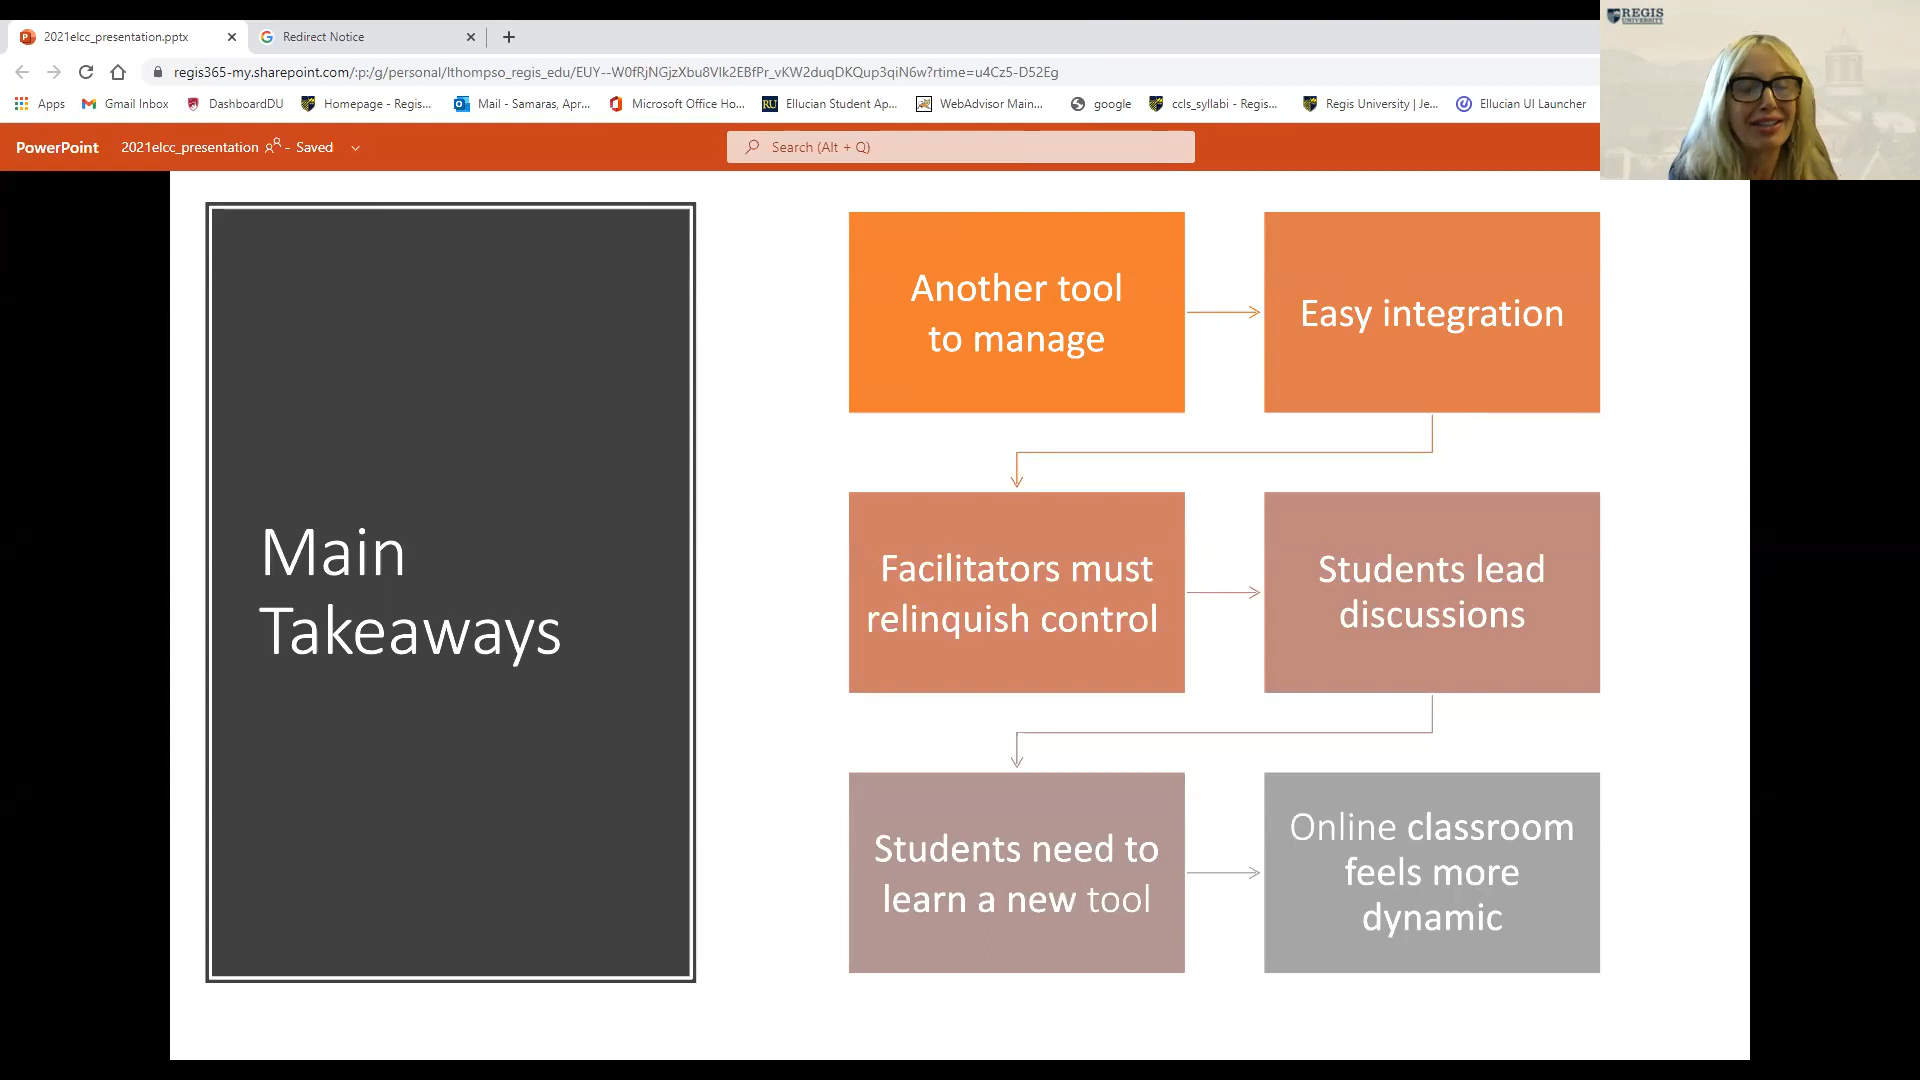 2021elcc_presentation.pptx
Redirect Notice
regis365-my.sharepoint.com/:p:/g/personal/lthompso_regis_edu/EUY--W0fRjNGjzXbu8Vlk2EBfPr_vKW2duqDKQup3qiN6w?rtime=u4Cz5-D52Eg
Apps
Gmail Inbox
DashboardDU
Homepage - Regis...
Mail - Samaras, Apr...
Microsoft Office Ho...
RU
Ellucian Student Ap...
WebAdvisor Main...
google
ccls_syllabi - Regis...
Regis University | Je...
Ellucian UI Launcher
PowerPoint
2021elcc_presentation - Saved
Search (Alt + Q)
REGIS
UNIVERSITY
Main
Takeaways
Another tool
to manage
Easy integration
Facilitators must
relinquish control
Students lead
discussions
Students need to
learn a new tool
Online classroom
feels more
dynamic